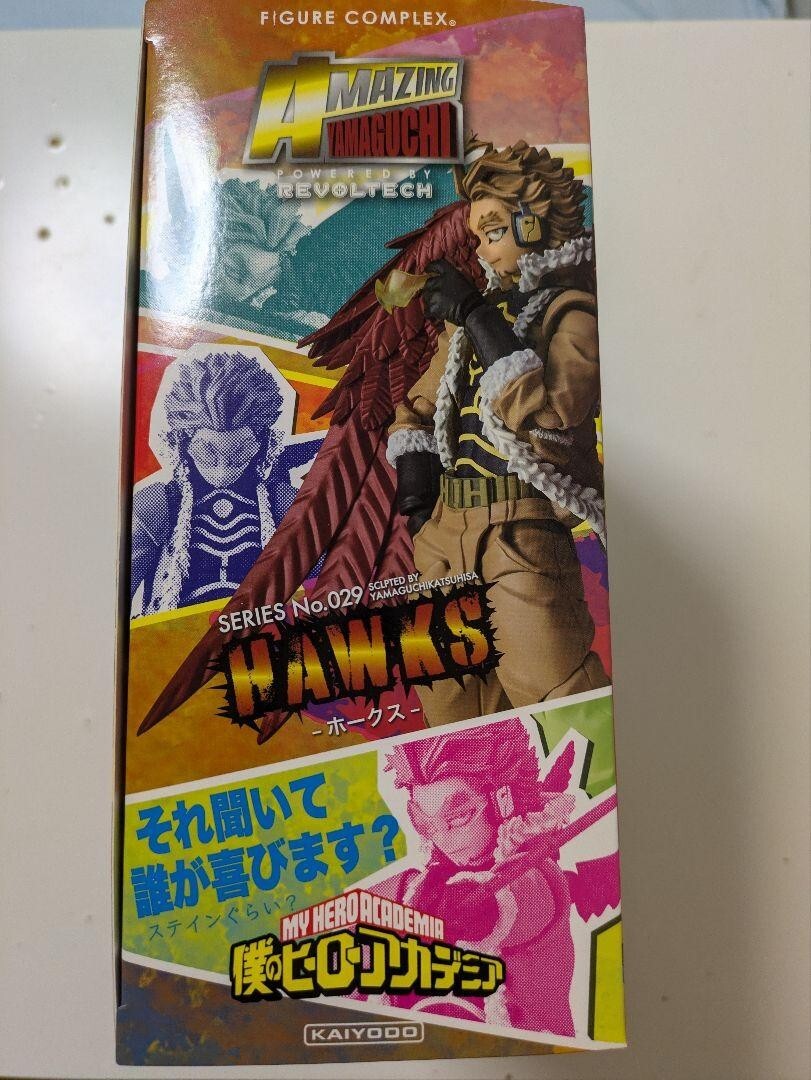 FIGURE COMPLEX®
AMAZING
YAMAGUCHI
POWERED BY
REVOLTECH
SERIES No.029
SCLPTED BY
YAMAGUCHIKATSUHISA
HAWKS
-ホークス-
それ聞いて
誰が喜びます?
ステインぐらい?
MY HERO ACADEMIA
僕のヒーローアカデミア
KAIYODO